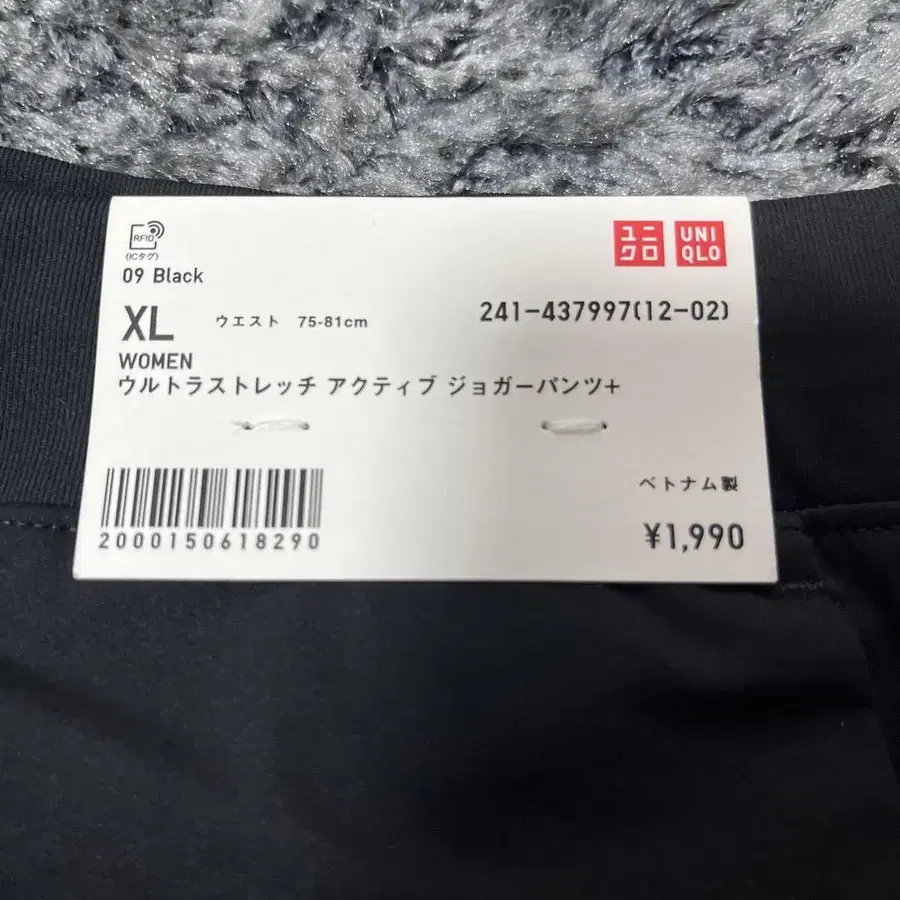 RFID
(ICタグ)
ユニ
クロ
UNI
QLO
09 Black
XL ウエスト 75-81cm
241-437997(12-02)
WOMEN
ウルトラストレッチ アクティブ ジョガーパンツ+
ベトナム製
2000150618290
¥1,990